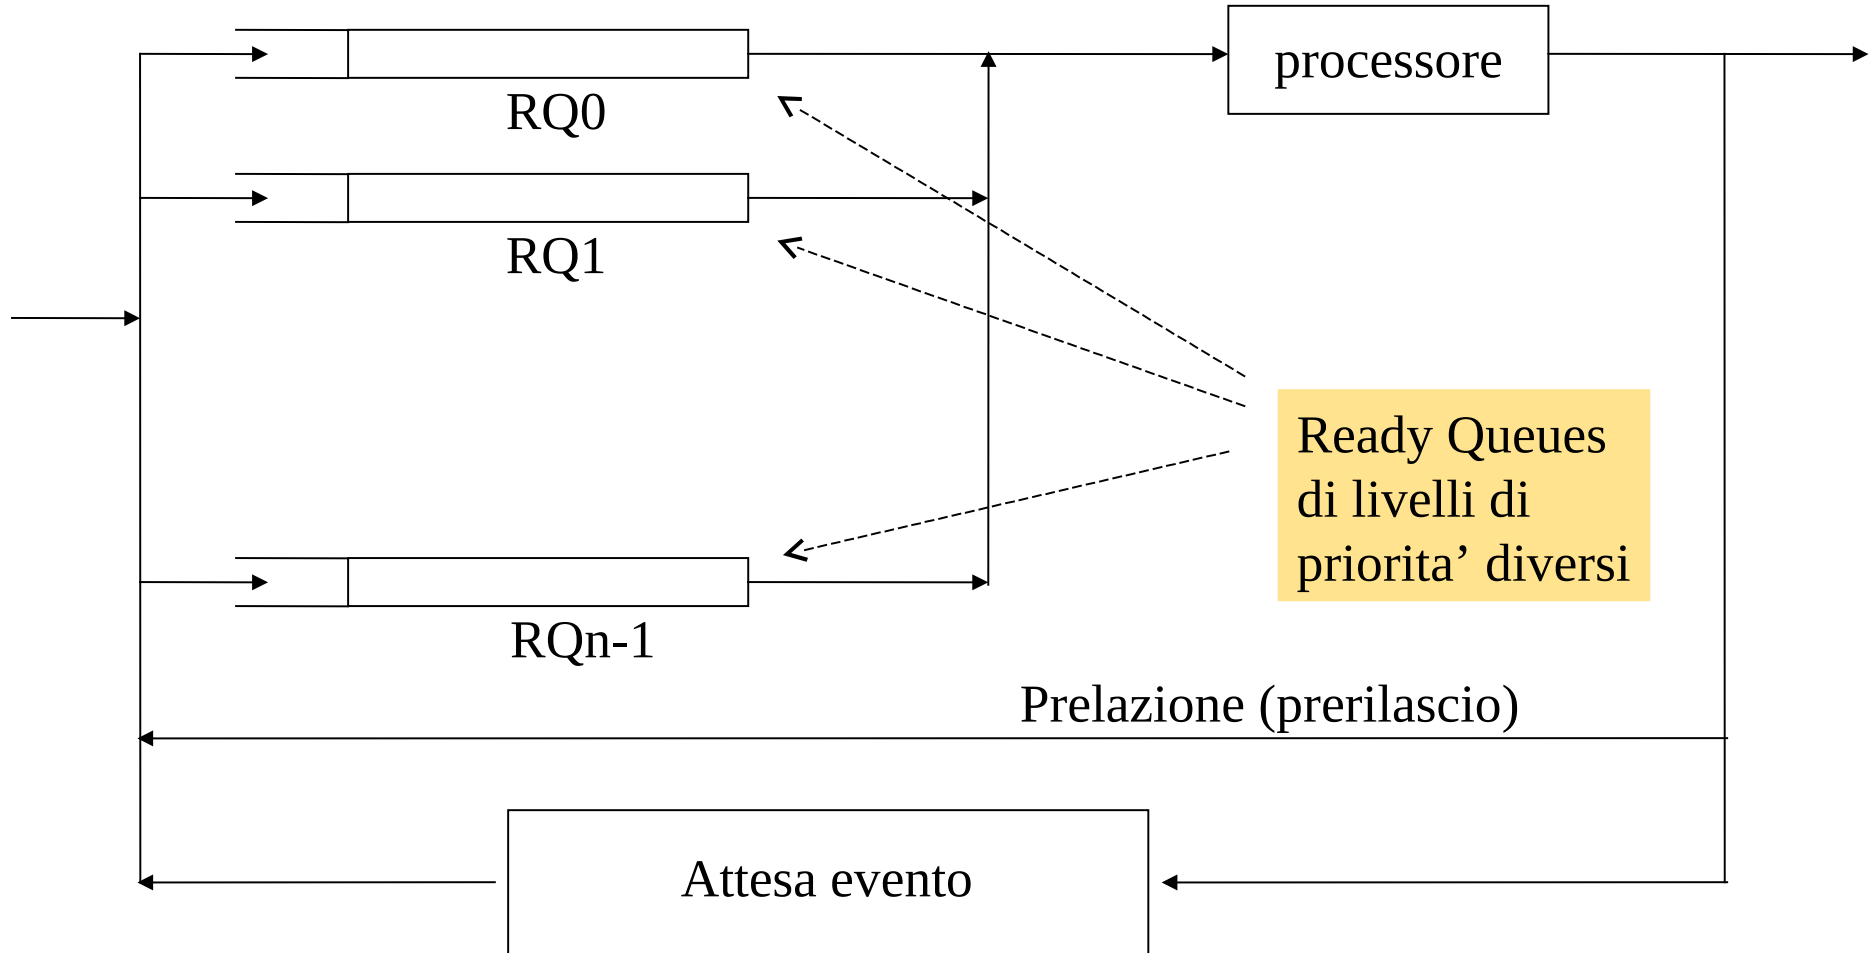 processore
RQ0
RQ1
Ready Queues
di livelli di
priorita’ diversi
RQn-1
Prelazione (prerilascio)
Attesa evento